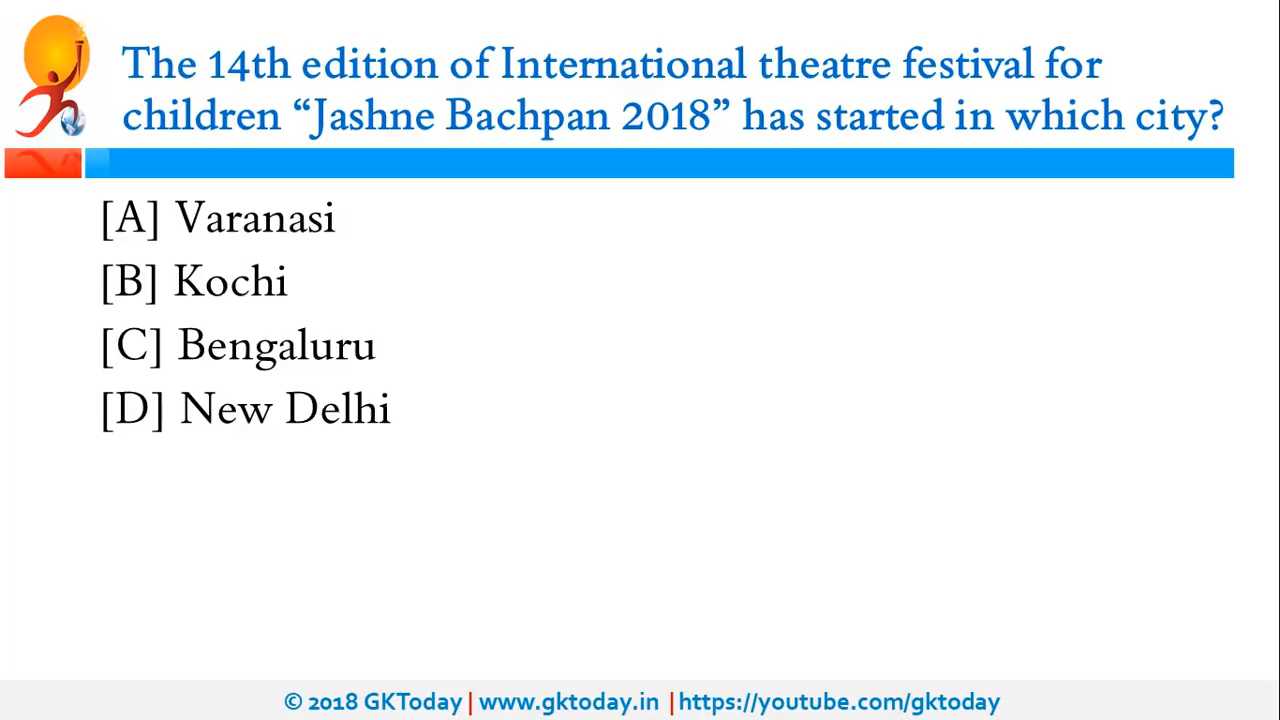 The 14th edition of International theatre festival for
children “Jashne Bachpan 2018” has started in which city?
[A] Varanasi
[B] Kochi
[C] Bengaluru
[D] New Delhi
© 2018 GKToday | www.gktoday.in | https://youtube.com/gktoday